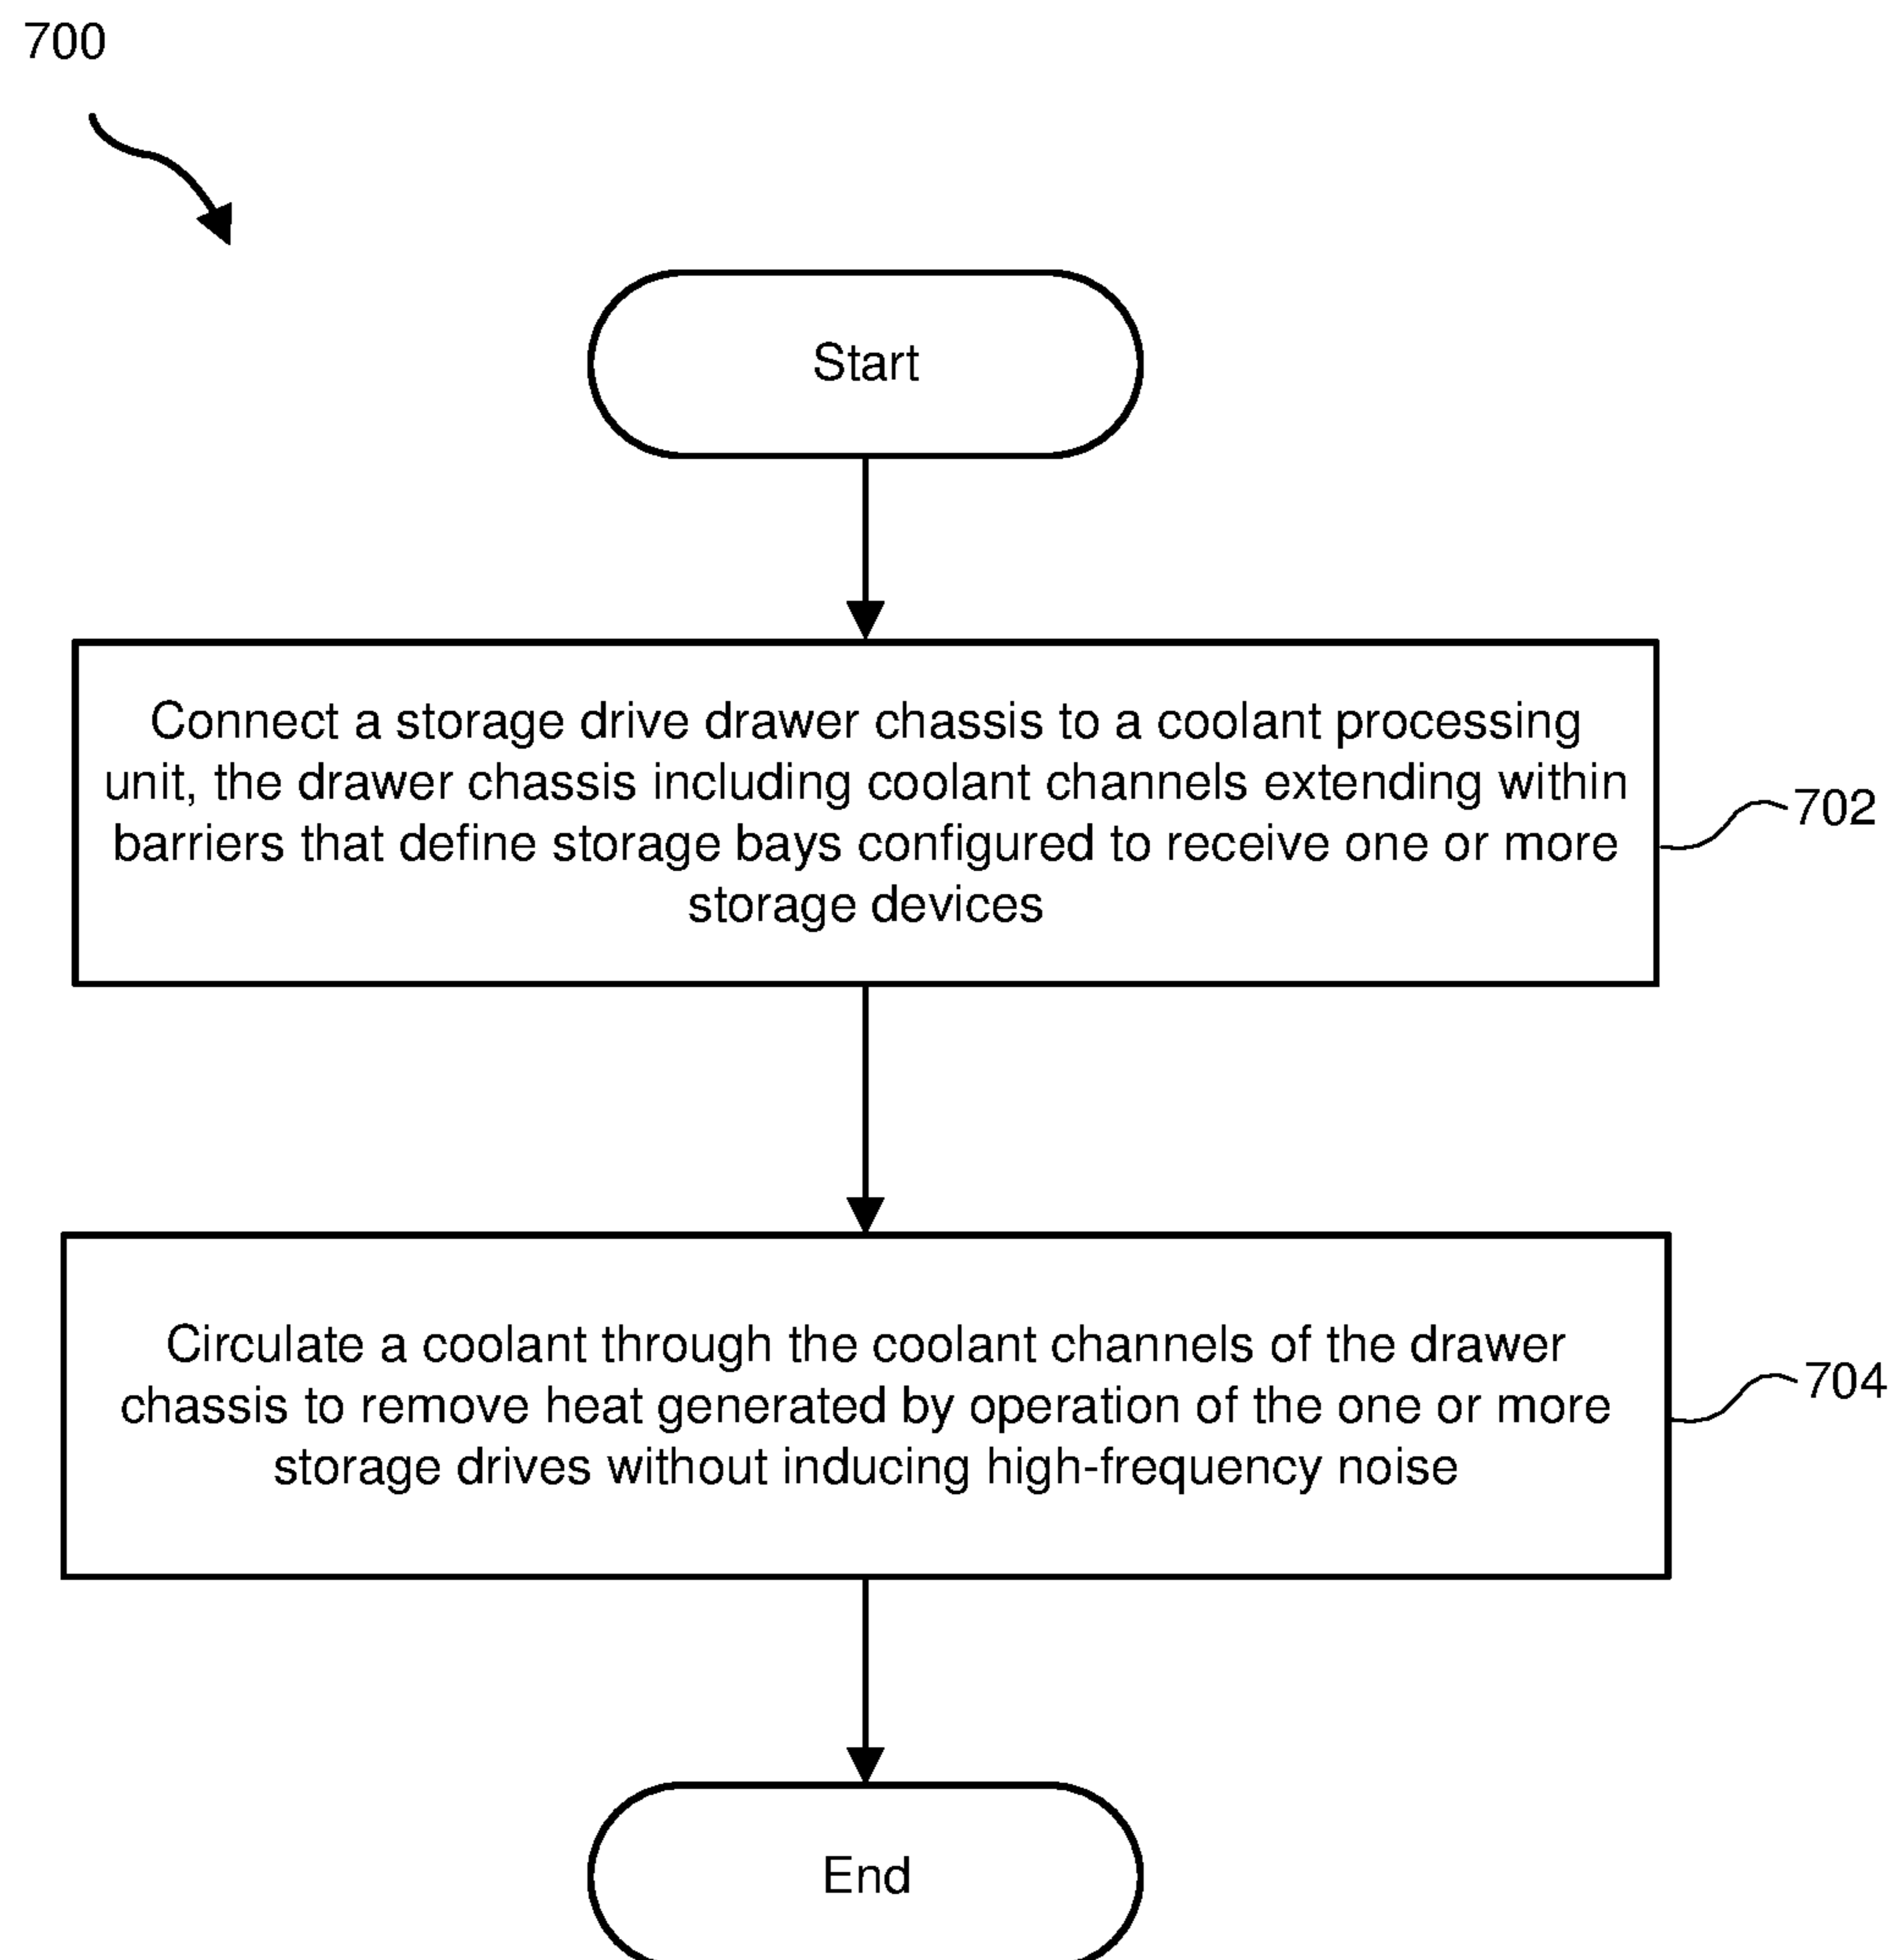 700
Start
Connect a storage drive drawer chassis to a coolant processing
unit, the drawer chassis including coolant channels extending within
barriers that define storage bays configured to receive one or more
storage devices
702
Circulate a coolant through the coolant channels of the drawer
chassis to remove heat generated by operation of the one or more
storage drives without inducing high-frequency noise
704
End